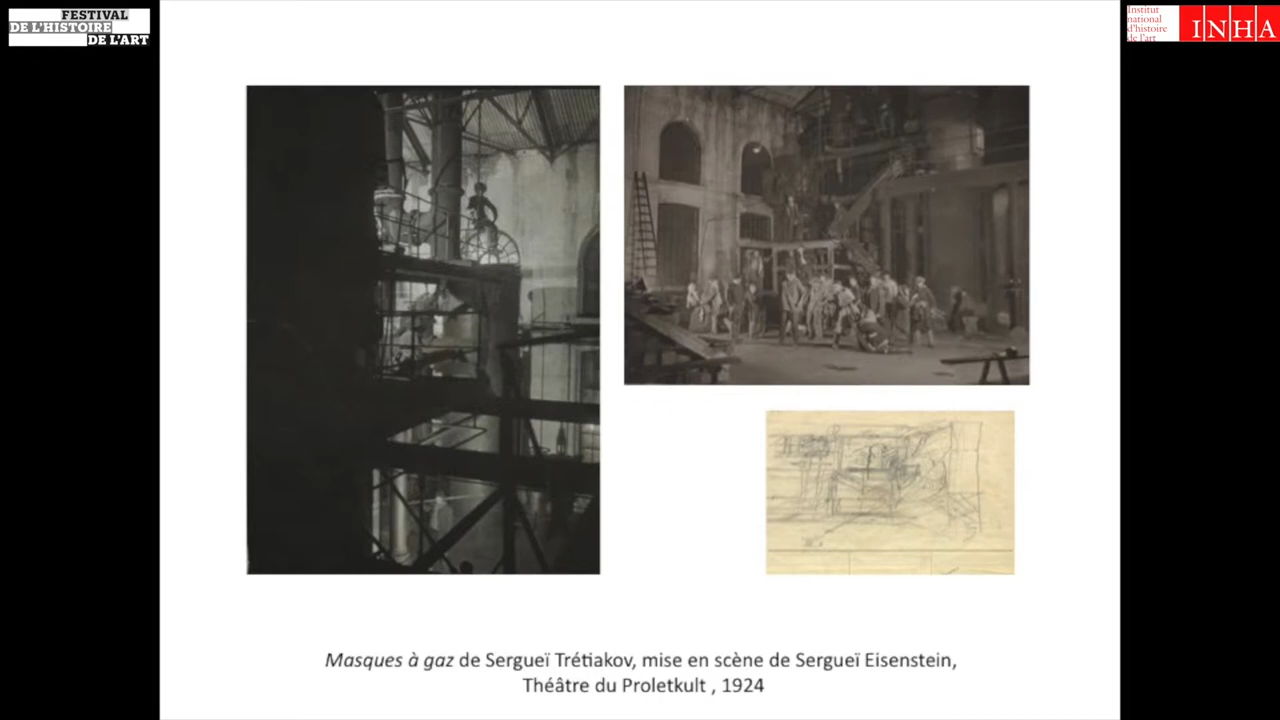 FESTIVAL
DE L'HISTOIRE
DE L'ART
Institut
national
d'histoire
de l'art
INHA
Masques à gaz de Sergueï Trétiakov, mise en scène de Sergueï Eisenstein,
Théâtre du Proletkult , 1924